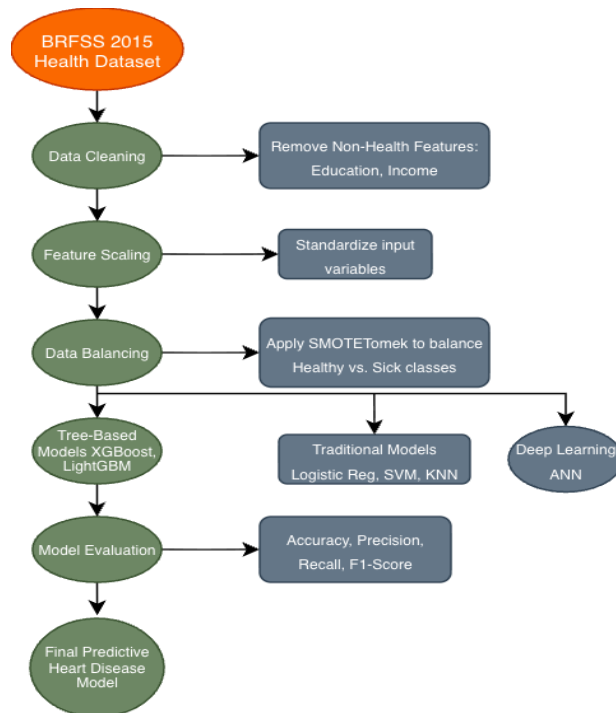 BRFSS 2015
Health Dataset
Data Cleaning
Remove Non-Health Features:
Education, Income
Feature Scaling
Standardize input
variables
Data Balancing
Apply SMOTETomek to balance
Healthy vs. Sick classes
Tree-Based
Models XGBoost,
LightGBM
Traditional Models
Logistic Reg, SVM, KNN
Deep Learning
ANN
Model Evaluation
Accuracy, Precision,
Recall, F1-Score
Final Predictive
Heart Disease
Model